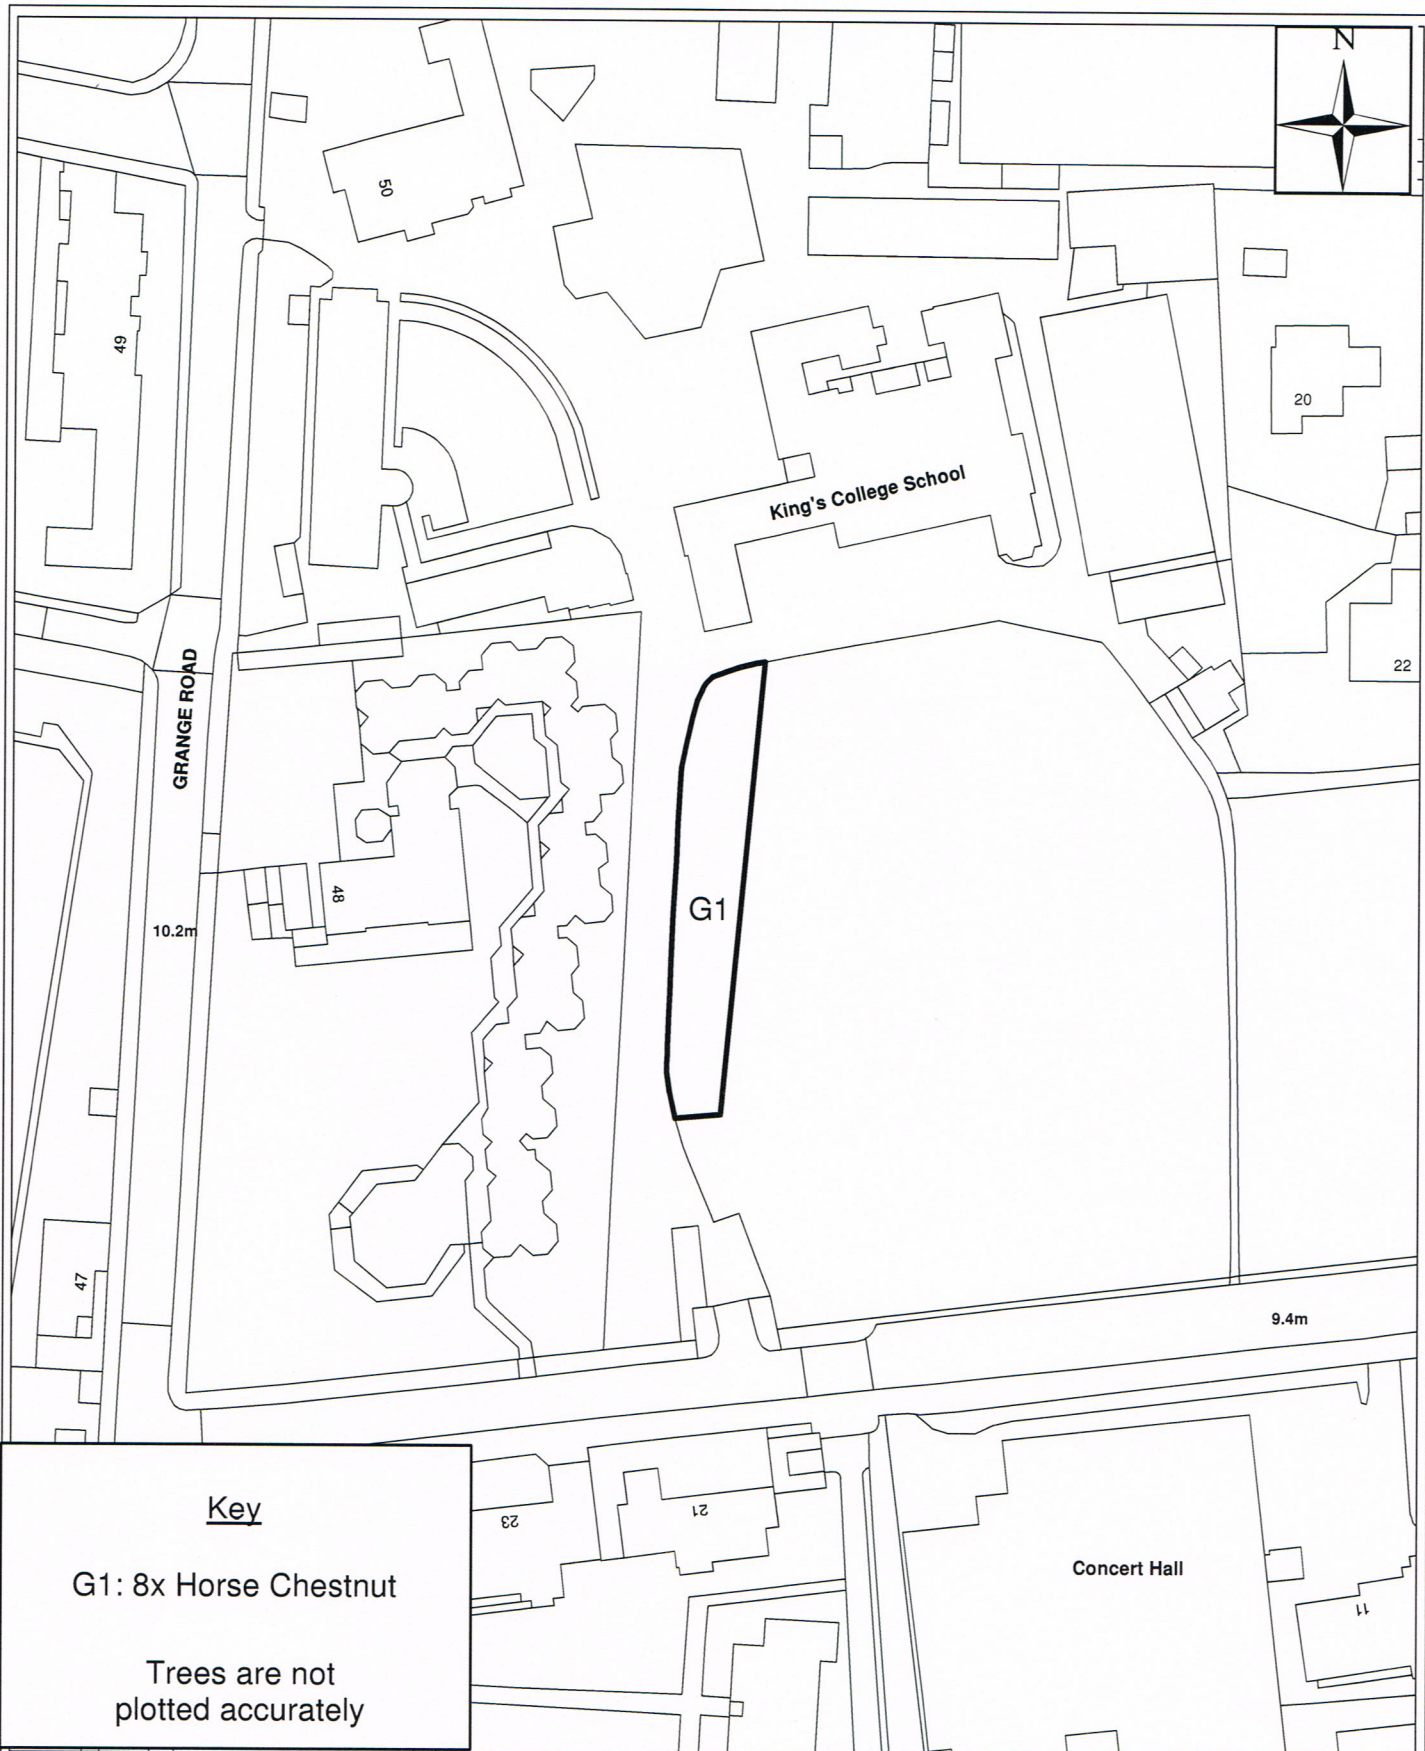 N
50
49
20
King's College School
22
GRANGE ROAD
48
G1
10.2m
47
9.4m
23
21
Concert Hall
11
Key
G1: 8x Horse Chestnut
Trees are not
plotted accurately